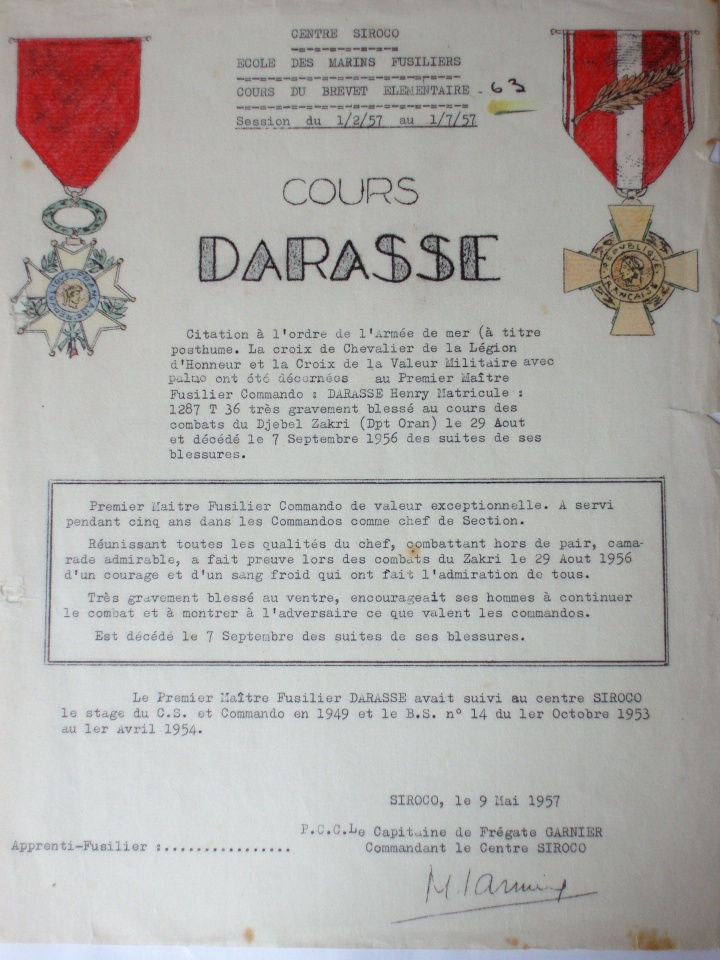 CENTRE SIROCO
ECOLE DES MARINS FUSILIERS
COURS DU BREVET ELEMENTAIRE - 63
Session du 1/2/57 au 1/7/57
COURS
DARASSE
Citation à l'ordre de l'Armée de mer (à titre
posthume. La croix de Chevalier de la Légion
d'Honneur et la Croix de la Valeur Militaire avec
palme ont été décernées au Premier Maître
Fusilier Commando : DARASSE Henry Matricule :
1287 T 36 très gravement blessé au cours des
combats du Djebel Zakri (Dpt Oran) le 29 Aout
et décédé le 7 Septembre 1956 des suites de ses
blessures.
Premier Maitre Fusilier Commando de valeur exceptionnelle. A servi
pendant cinq ans dans les Commandos comme chef de Section.
Réunissant toutes les qualités du chef, combattant hors de pair, cama-
rade admirable, a fait preuve lors des combats du Zakri le 29 Aout 1956
d'un courage et d'un sang froid qui ont fait l'admiration de tous.
Très gravement blessé au ventre, encourageait ses hommes à continuer
le combat et à montrer à l'adversaire ce que valent les commandos.
Est décédé le 7 Septembre des suites de ses blessures.
Le Premier Maître Fusilier DARASSE avait suivi au centre SIROCO
le stage du C.S. et Commando en 1949 et le B.S. n° 14 du 1er Octobre 1953
au 1er Avril 1954.
SIROCO, le 9 Mai 1957
P.C.C.Le Capitaine de Frégate GARNIER
Apprenti-Fusilier :................ Commandant le Centre SIROCO
REPUBLIQUE FRANCAISE